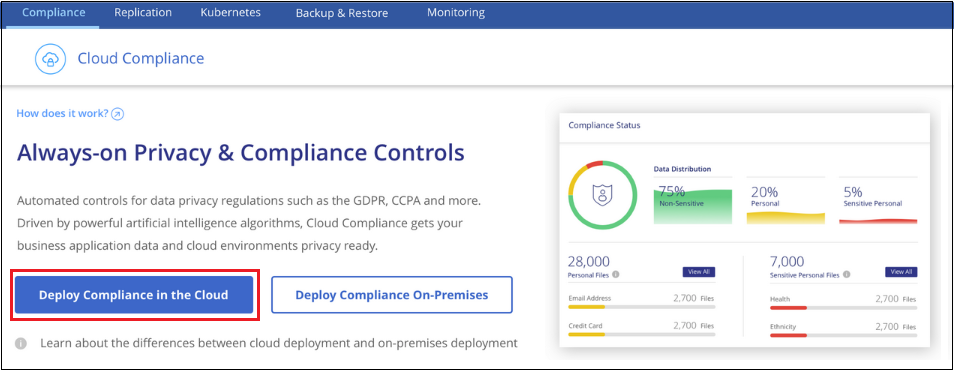 Compliance Replication Kubernetes Backup & Restore Monitoring
Cloud Compliance
How does it work?
Always-on Privacy & Compliance Controls
Automated controls for data privacy regulations such as the GDPR, CCPA and more.
Driven by powerful artificial intelligence algorithms, Cloud Compliance gets your
business application data and cloud environments privacy ready.
Deploy Compliance in the Cloud
Deploy Compliance On-Premises
Learn about the differences between cloud deployment and on-premises deployment
Compliance Status
Data Distribution
75%
Non-Sensitive
20%
Personal
5%
Sensitive Personal
28,000
Personal Files
View All
Email Address 2,700 Files
Credit Card 2,700 Files
7,000
Sensitive Personal Files
View All
Health 2,700 Files
Ethnicity 2,700 Files